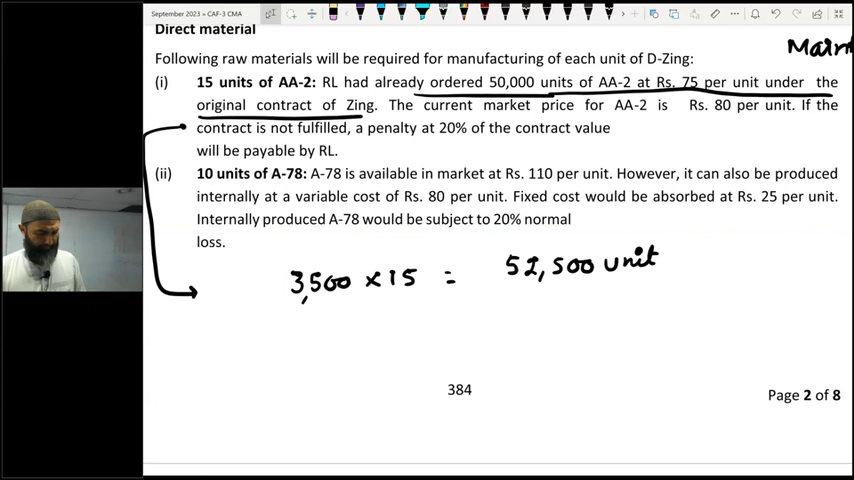 September 2023 » CAF-3 CMA
Direct material
Following raw materials will be required for manufacturing of each unit of D-Zing:
(i) 15 units of AA-2: RL had already ordered 50,000 units of AA-2 at Rs. 75 per unit under the
original contract of Zing. The current market price for AA-2 is Rs. 80 per unit. If the
contract is not fulfilled, a penalty at 20% of the contract value
will be payable by RL.
(ii) 10 units of A-78: A-78 is available in market at Rs. 110 per unit. However, it can also be produced
internally at a variable cost of Rs. 80 per unit. Fixed cost would be absorbed at Rs. 25 per unit.
Internally produced A-78 would be subject to 20% normal
loss.
3,500 × 15 = 52,500 unit
384
Page 2 of 8